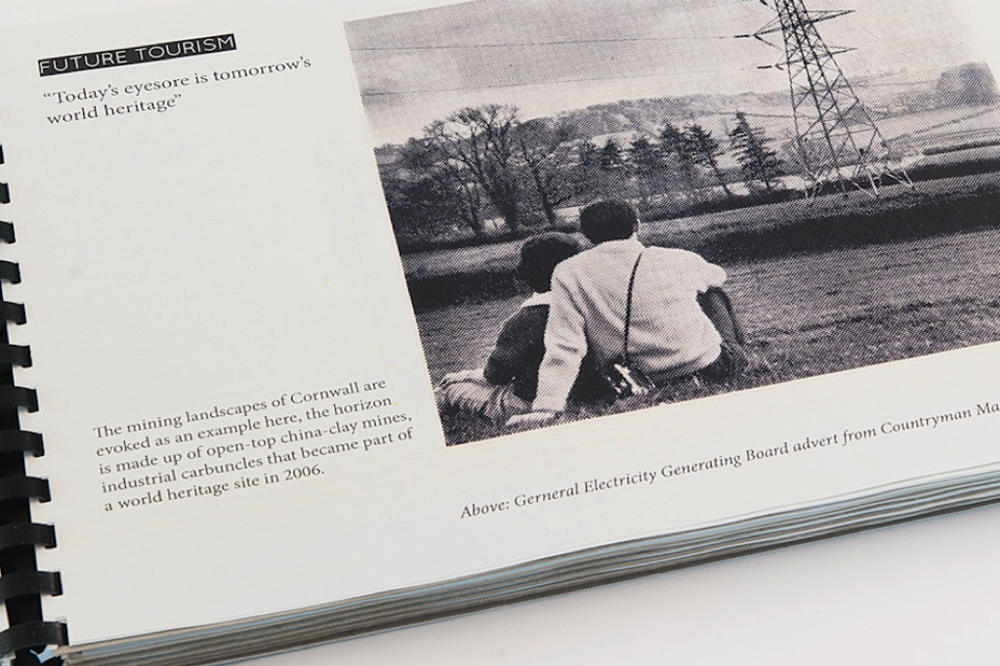 FUTURE TOURISM
“Today’s eyesore is tomorrow’s
world heritage”
The mining landscapes of Cornwall are
evoked as an example here, the horizon
is made up of open-top china-clay mines,
industrial carbuncles that became part of
a world heritage site in 2006.
Above: Gerneral Electricity Generating Board advert from Countryman Ma